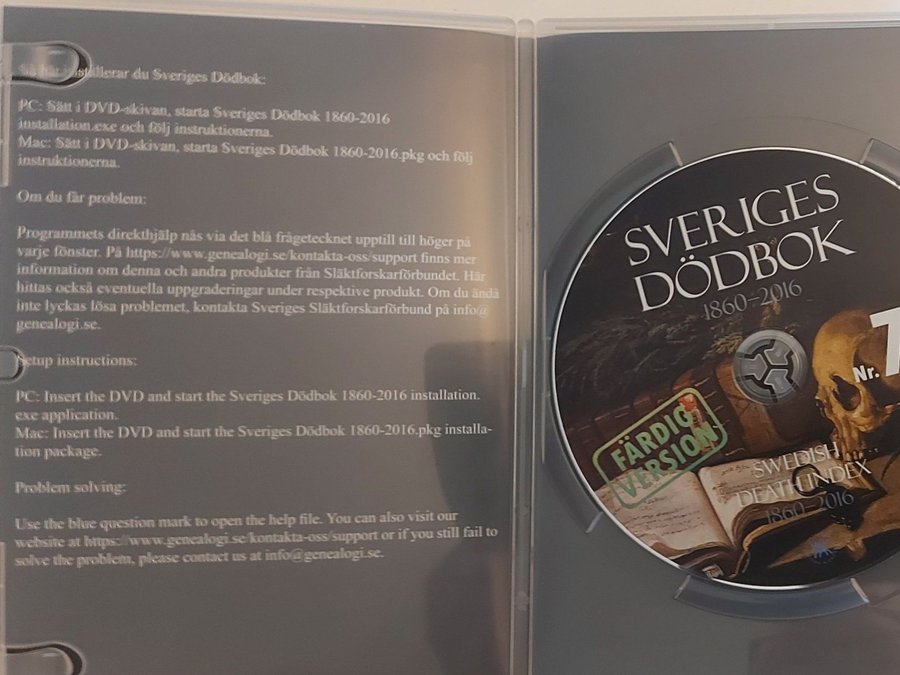 Så här installerar du Sveriges Dödbok:
PC: Sätt i DVD-skivan, starta Sveriges Dödbok 1860-2016
installation.exe och följ instruktionerna.
Mac: Sätt i DVD-skivan, starta Sveriges Dödbok 1860-2016.pkg och följ
instruktionerna.
Om du får problem:
Programmets direkthjälp nås via det blå frågetecknet upptill till höger på
varje fönster. På https://www.genealogi.se/kontakta-oss/support finns mer
information om denna och andra produkter från Släktforskarförbundet. Här
hittas också eventuella uppgraderingar under respektive produkt. Om du ändå
inte lyckas lösa problemet, kontakta Sveriges Släktforskarförbund på info@
genealogi.se.
Setup instructions:
PC: Insert the DVD and start the Sveriges Dödbok 1860-2016 installation.
exe application.
Mac: Insert the DVD and start the Sveriges Dödbok 1860-2016.pkg installa-
tion package.
Problem solving:
Use the blue question mark to open the help file. You can also visit our
website at https://www.genealogi.se/kontakta-oss/support or if you still fail to
solve the problem, please contact us at info@genealogi.se.
SVERIGES
DÖDBOK
1860–2016
Nr. 1
FÄRDIG
VERSION
SWEDISH
DEATH INDEX
1860–2016